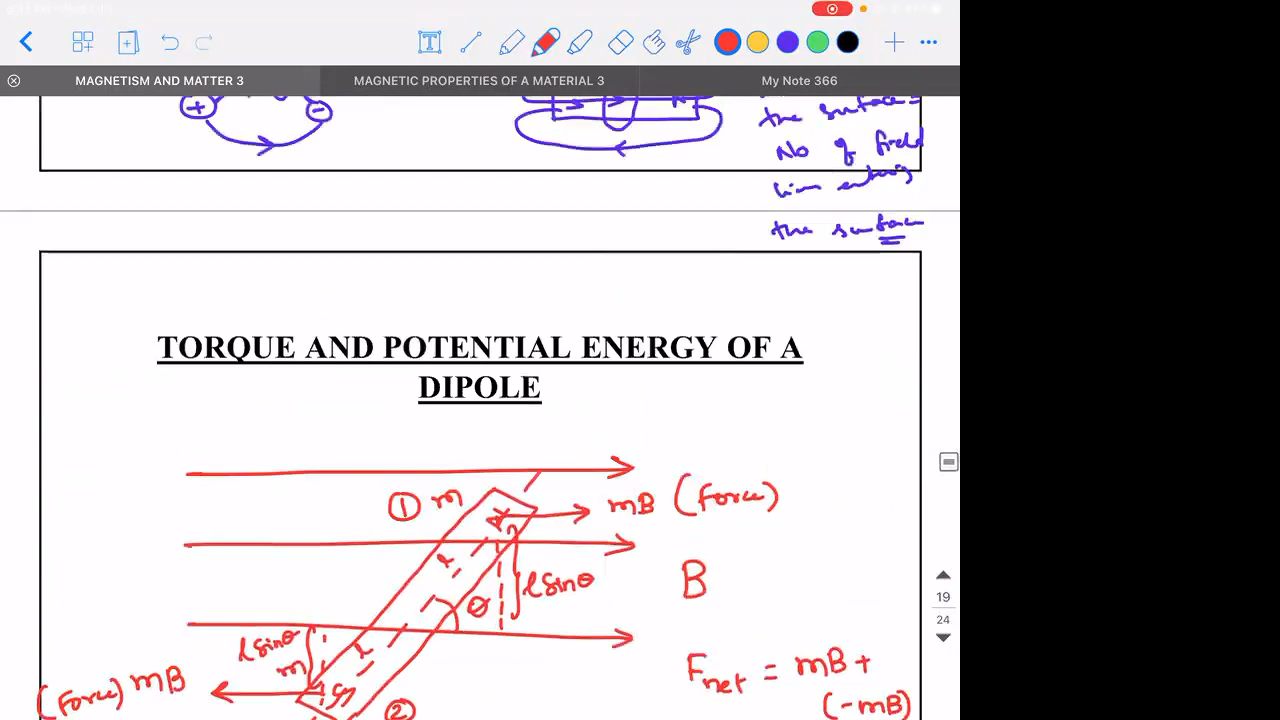 MAGNETISM AND MATTER 3
MAGNETIC PROPERTIES OF A MATERIAL 3
My Note 366
+
-
the surface =
No of field
line entering
the surface
TORQUE AND POTENTIAL ENERGY OF A
DIPOLE
① m
mB (force)
l
l sinθ
θ
B
l sinθ
l
m
(force) mB
S
②
Fnet = mB +
(-mB)
19
24